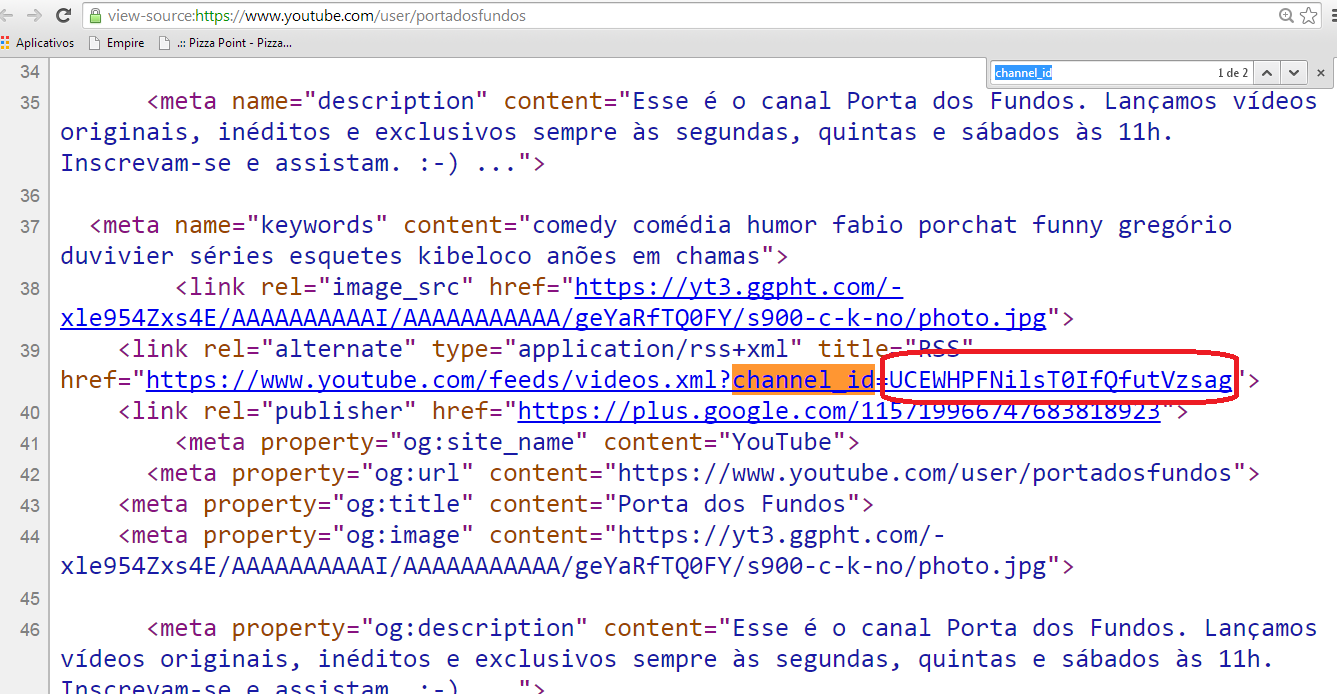 view-source:https://www.youtube.com/user/portadosfundos
Aplicativos Empire .:: Pizza Point - Pizza...
channel_id 1 de 2
34
35 <meta name="description" content="Esse é o canal Porta dos Fundos. Lançamos vídeos
originais, inéditos e exclusivos sempre às segundas, quintas e sábados às 11h.
Inscrevam-se e assistam. :-) ...">
36
37 <meta name="keywords" content="comedy comédia humor fabio porchat funny gregório
duvivier séries esquetes kibeloco anões em chamas">
38 <link rel="image_src" href="https://yt3.ggpht.com/-
xle954Zxs4E/AAAAAAAAAAI/AAAAAAAAAAA/geYaRfTQ0FY/s900-c-k-no/photo.jpg">
39 <link rel="alternate" type="application/rss+xml" title="RSS"
href="https://www.youtube.com/feeds/videos.xml?channel_id=UCEWHPFNilsT0IfQfutVzsag">
40 <link rel="publisher" href="https://plus.google.com/115719966747683818923">
41 <meta property="og:site_name" content="YouTube">
42 <meta property="og:url" content="https://www.youtube.com/user/portadosfundos">
43 <meta property="og:title" content="Porta dos Fundos">
44 <meta property="og:image" content="https://yt3.ggpht.com/-
xle954Zxs4E/AAAAAAAAAAI/AAAAAAAAAAA/geYaRfTQ0FY/s900-c-k-no/photo.jpg">
45
46 <meta property="og:description" content="Esse é o canal Porta dos Fundos. Lançamos
vídeos originais, inéditos e exclusivos sempre às segundas, quintas e sábados às 11h.
Inscrevam-se e assistam. :-) ...">